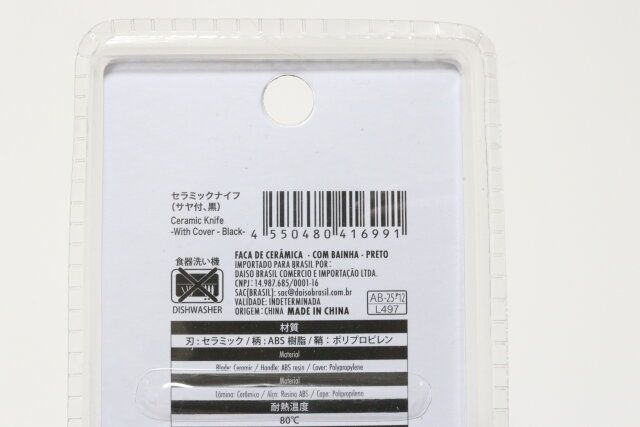 セラミックナイフ
(サヤ付、黒)
Ceramic Knife
-With Cover - Black-
4 550480 416991
食器洗い機
DISHWASHER
FACA DE CERÂMICA - COM BAINHA - PRETO
IMPORTADO PARA BRASIL POR:
DAISO BRASIL COMERCIO E IMPORTAÇÃO LTDA.
CNPJ: 14.987.685/0001-16
SAC(BRASIL): sac@daisobrasil.com.br
VALIDADE: INDETERMINADA
ORIGEM: CHINA MADE IN CHINA
AB-25
L497
材質
刃:セラミック/柄:ABS 樹脂/鞘:ポリプロピレン
Material
Blade: Ceramic / Handle: ABS resin / Cover: Polypropylene
Material
Lâmina: Cerâmica / Alça: Resina ABS / Capa: Polipropileno
耐熱温度
80℃